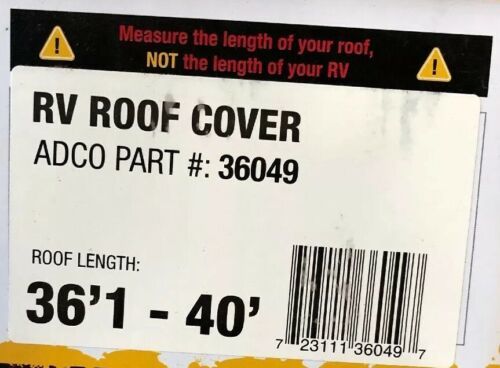 Measure the length of your roof,
NOT the length of your RV
RV ROOF COVER
ADCO PART #: 36049
ROOF LENGTH:
36'1 - 40'
7 23111 36049 7